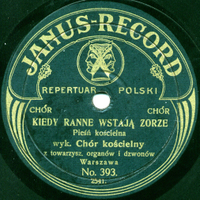 JANUS-RECORD
REPERTUAR POLSKI
CHÓR CHÓR
KIEDY RANNE WSTAJĄ ZORZE
Pieśń kościelna
wyk. Chór kościelny
z towarzysz. organów i dzwonów
Warszawa
No. 393.
2541.